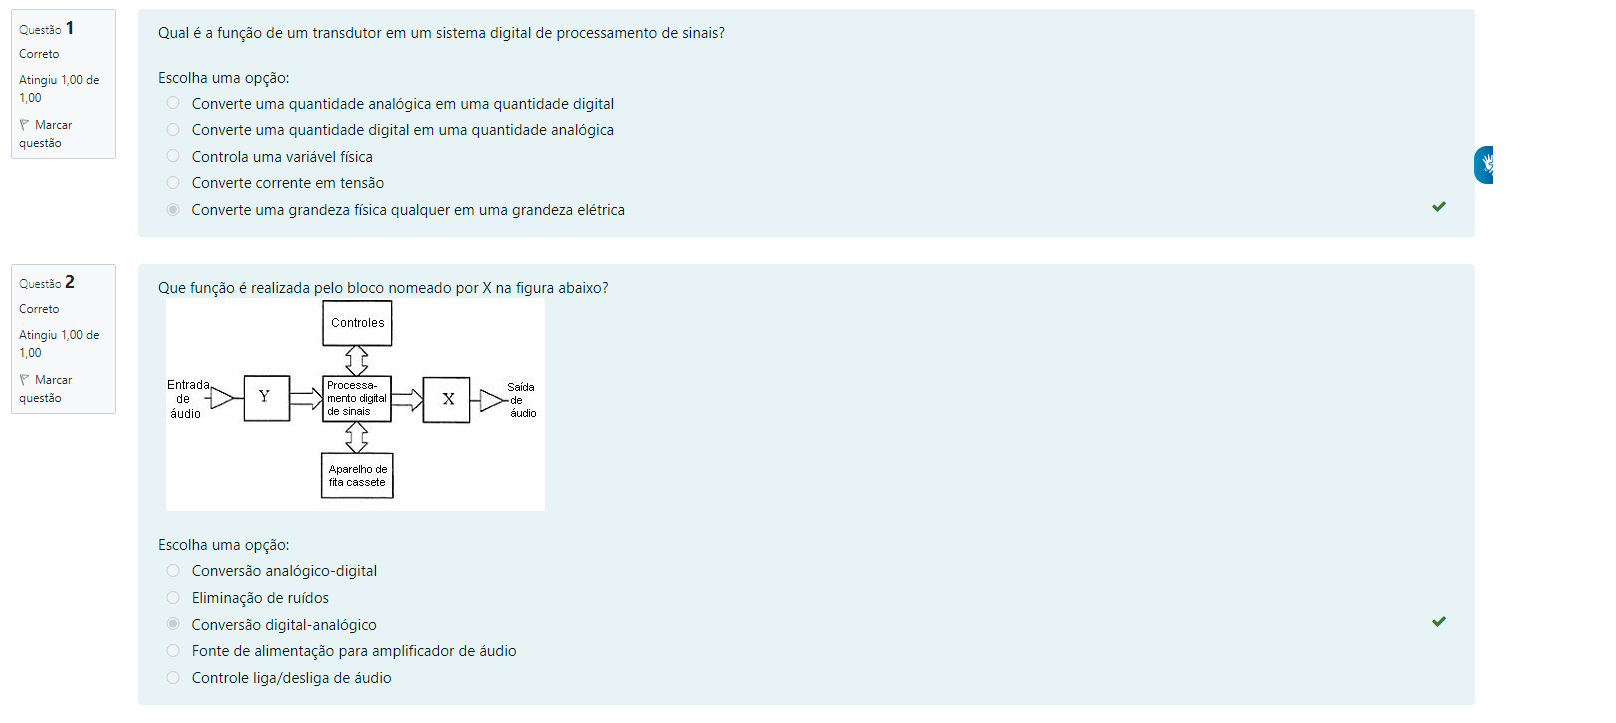 Questão 1
Correto
Atingiu 1,00 de
1,00
Marcar
questão
Qual é a função de um transdutor em um sistema digital de processamento de sinais?
Escolha uma opção:
Converte uma quantidade analógica em uma quantidade digital
Converte uma quantidade digital em uma quantidade analógica
Controla uma variável física
Converte corrente em tensão
Converte uma grandeza física qualquer em uma grandeza elétrica
Questão 2
Correto
Atingiu 1,00 de
1,00
Marcar
questão
Que função é realizada pelo bloco nomeado por X na figura abaixo?
Controles
Entrada
de
áudio
Y
Processa-
mento digital
de sinais
X
Saída
de
áudio
Aparelho de
fita cassete
Escolha uma opção:
Conversão analógico-digital
Eliminação de ruídos
Conversão digital-analógico
Fonte de alimentação para amplificador de áudio
Controle liga/desliga de áudio